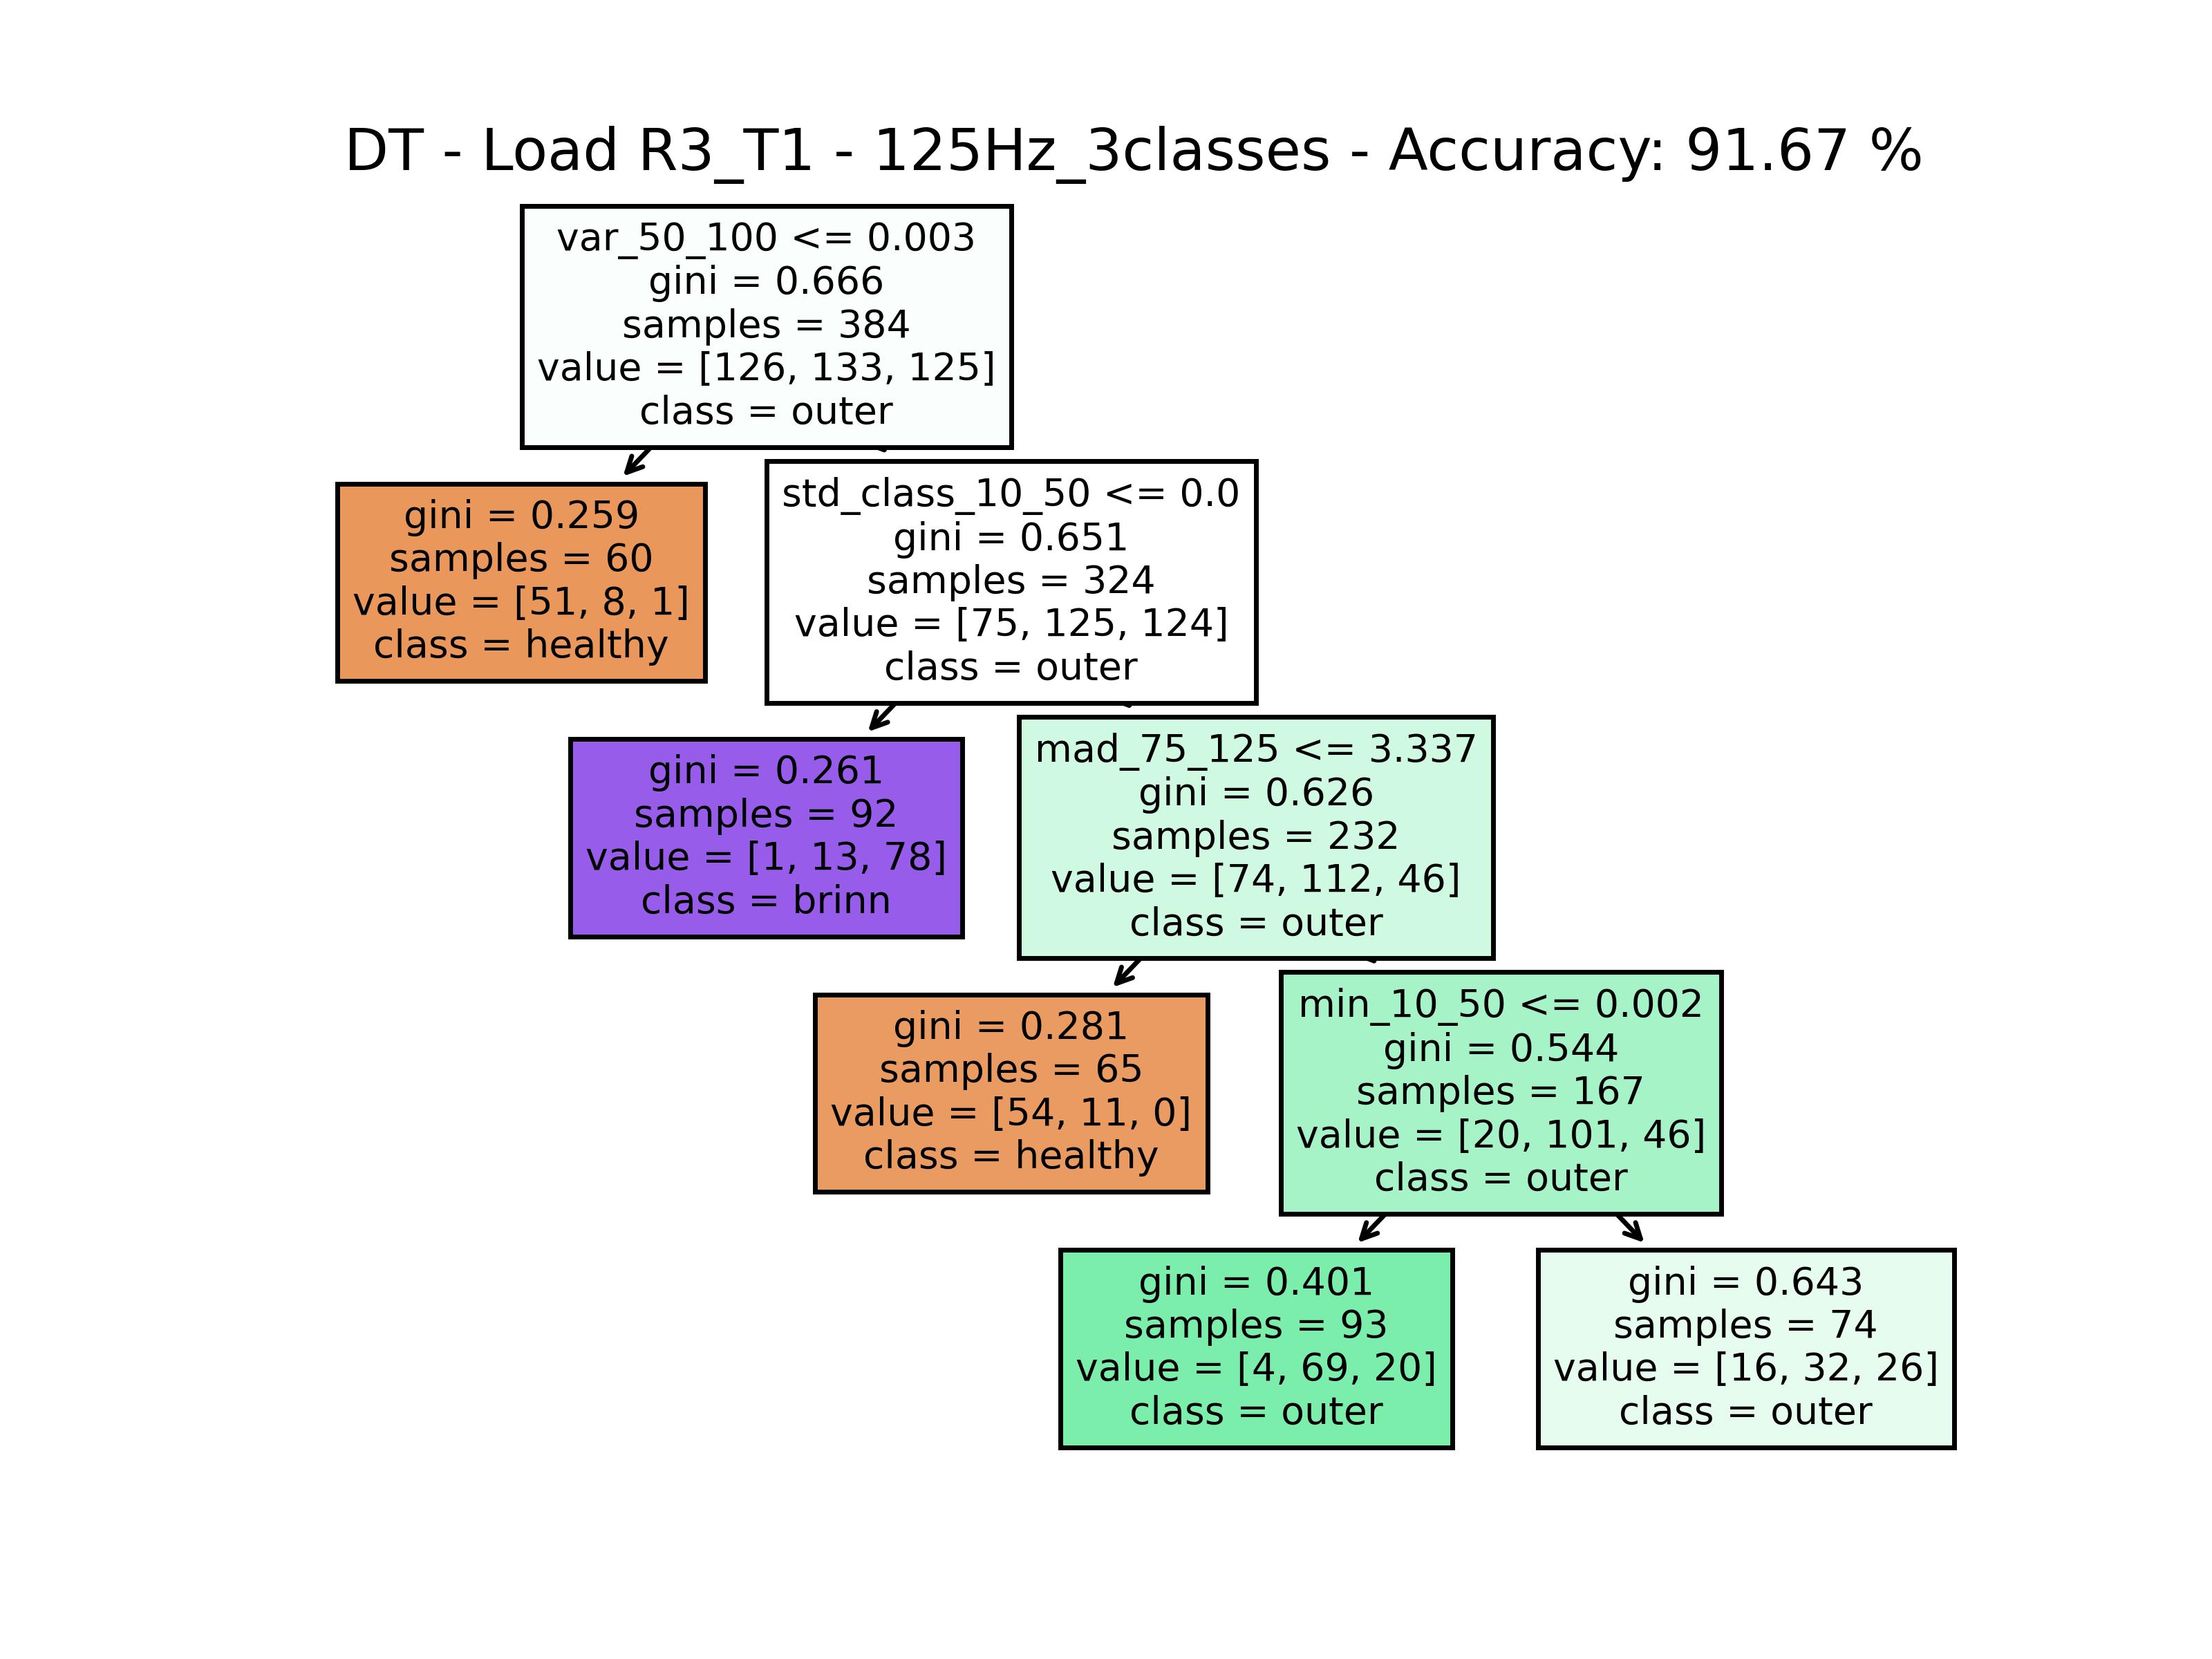 DT - Load R3_T1 - 125Hz_3classes - Accuracy: 91.67 %
var_50_100 <= 0.003
gini = 0.666
samples = 384
value = [126, 133, 125]
class = outer
gini = 0.259
samples = 60
value = [51, 8, 1]
class = healthy
std_class_10_50 <= 0.0
gini = 0.651
samples = 324
value = [75, 125, 124]
class = outer
gini = 0.261
samples = 92
value = [1, 13, 78]
class = brinn
mad_75_125 <= 3.337
gini = 0.626
samples = 232
value = [74, 112, 46]
class = outer
gini = 0.281
samples = 65
value = [54, 11, 0]
class = healthy
min_10_50 <= 0.002
gini = 0.544
samples = 167
value = [20, 101, 46]
class = outer
gini = 0.401
samples = 93
value = [4, 69, 20]
class = outer
gini = 0.643
samples = 74
value = [16, 32, 26]
class = outer